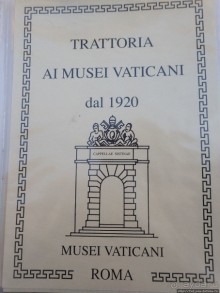 TRATTORIA
AI MUSEI VATICANI
dal 1920
MUSEI VATICANI
ROMA